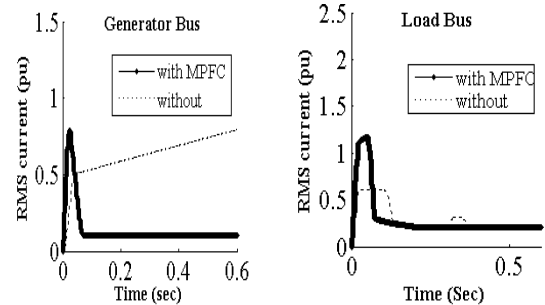 Generator Bus
1.5
1
0.5
0
RMS current (pu)
with MPFC
without
0
0.2
0.4
0.6
Time (sec)
Load Bus
2.5
2
1.5
1
0.5
0
RMS current (pu)
with MPFC
without
0
0.5
Time (Sec)